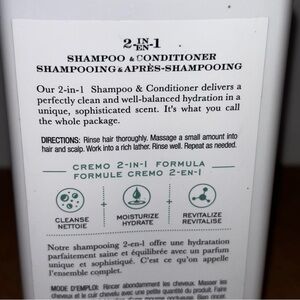 2-IN-1
EN
SHAMPOO & CONDITIONER
SHAMPOOING & APRÈS-SHAMPOOING
Our 2-in-1 Shampoo & Conditioner delivers a
perfectly clean and well-balanced hydration in a
unique, sophisticated scent. It's what you call
the whole package.
DIRECTIONS: Rinse hair thoroughly. Massage a small amount into
hair and scalp. Work into a rich lather. Rinse well. Repeat as needed.
CREMO 2-IN-1 FORMULA
FORMULE CREMO 2-EN-1
CLEANSE
NETTOIE
MOISTURIZE
HYDRATE
REVITALIZE
REVITALISE
Notre shampooing 2-en-1 offre une hydratation
parfaitement saine et équilibrée avec un parfum
unique et sophistiqué. C'est ce qu'on appelle
l'ensemble complet.
MODE D'EMPLOI: Rincer abondamment les cheveux. Masser les
cheveux et le cuir chevelu avec une petite quantité du produit. Faire